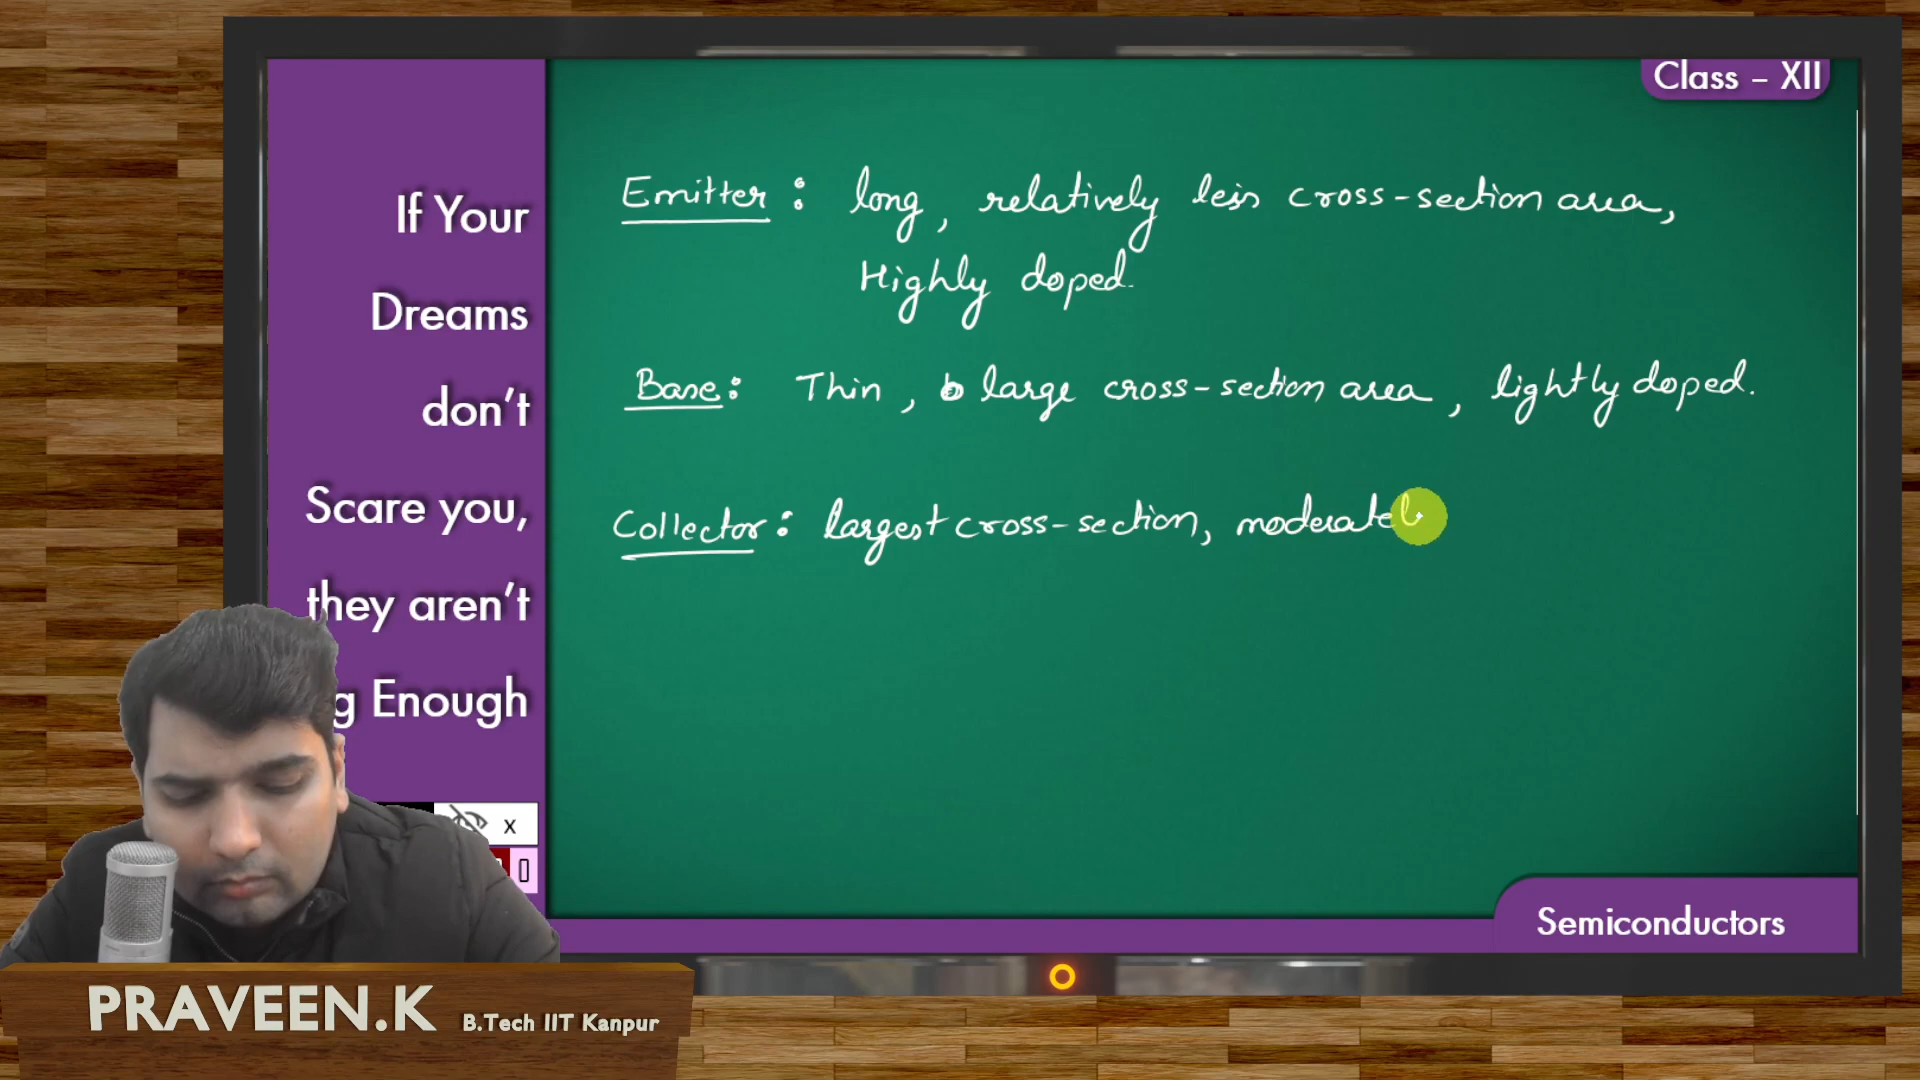 Class – XII
If Your
Dreams
don't
Scare you,
they aren't
g Enough
Emitter : long, relatively less cross-section area,
Highly doped.
Base : Thin, large cross-section area, lightly doped.
Collector : largest cross-section, moderatel
x
Semiconductors
PRAVEEN.K B.Tech IIT Kanpur